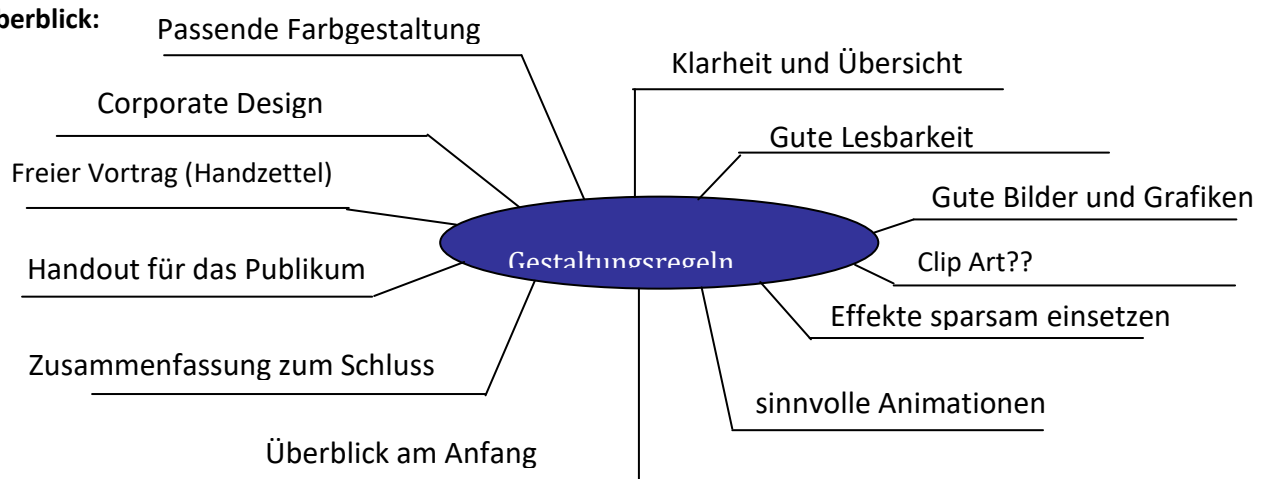 berblick:
Passende Farbgestaltung
Klarheit und Übersicht
Corporate Design
Gute Lesbarkeit
Freier Vortrag (Handzettel)
Gute Bilder und Grafiken
Gestaltungsregeln
Clip Art??
Handout für das Publikum
Effekte sparsam einsetzen
Zusammenfassung zum Schluss
sinnvolle Animationen
Überblick am Anfang